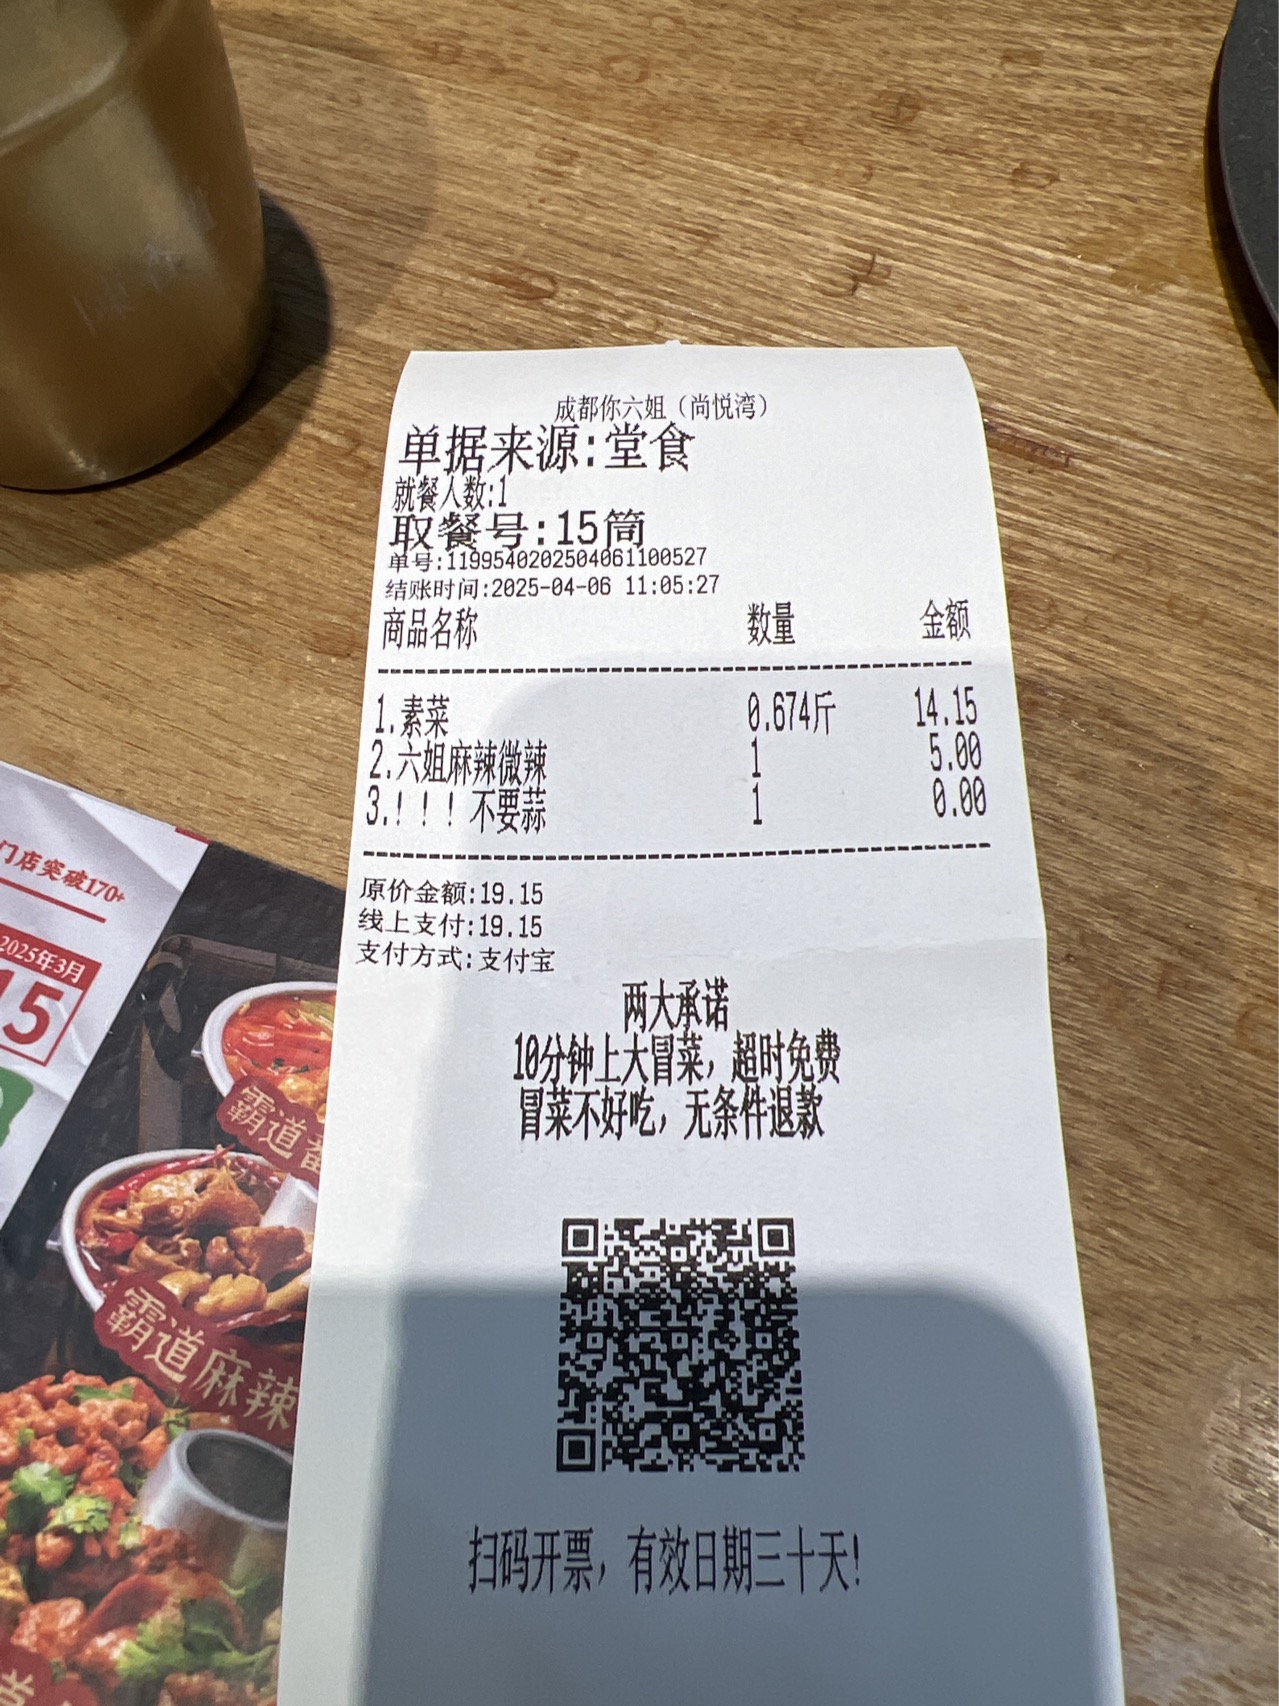 成都你六姐（尚悦湾）
单据来源:堂食
就餐人数:1
取餐号:15筒
单号:1199540202504061100527
结账时间:2025-04-06 11:05:27
商品名称 数量 金额
1.素菜 0.674斤 14.15
2.六姐麻辣微辣 1 5.00
3.！！！不要蒜 1 0.00
原价金额:19.15
线上支付:19.15
支付方式:支付宝
两大承诺
10分钟上大冒菜，超时免费
冒菜不好吃，无条件退款
扫码开票，有效日期三十天!
门店突破170+
2025年3月
15
霸道
霸道麻辣